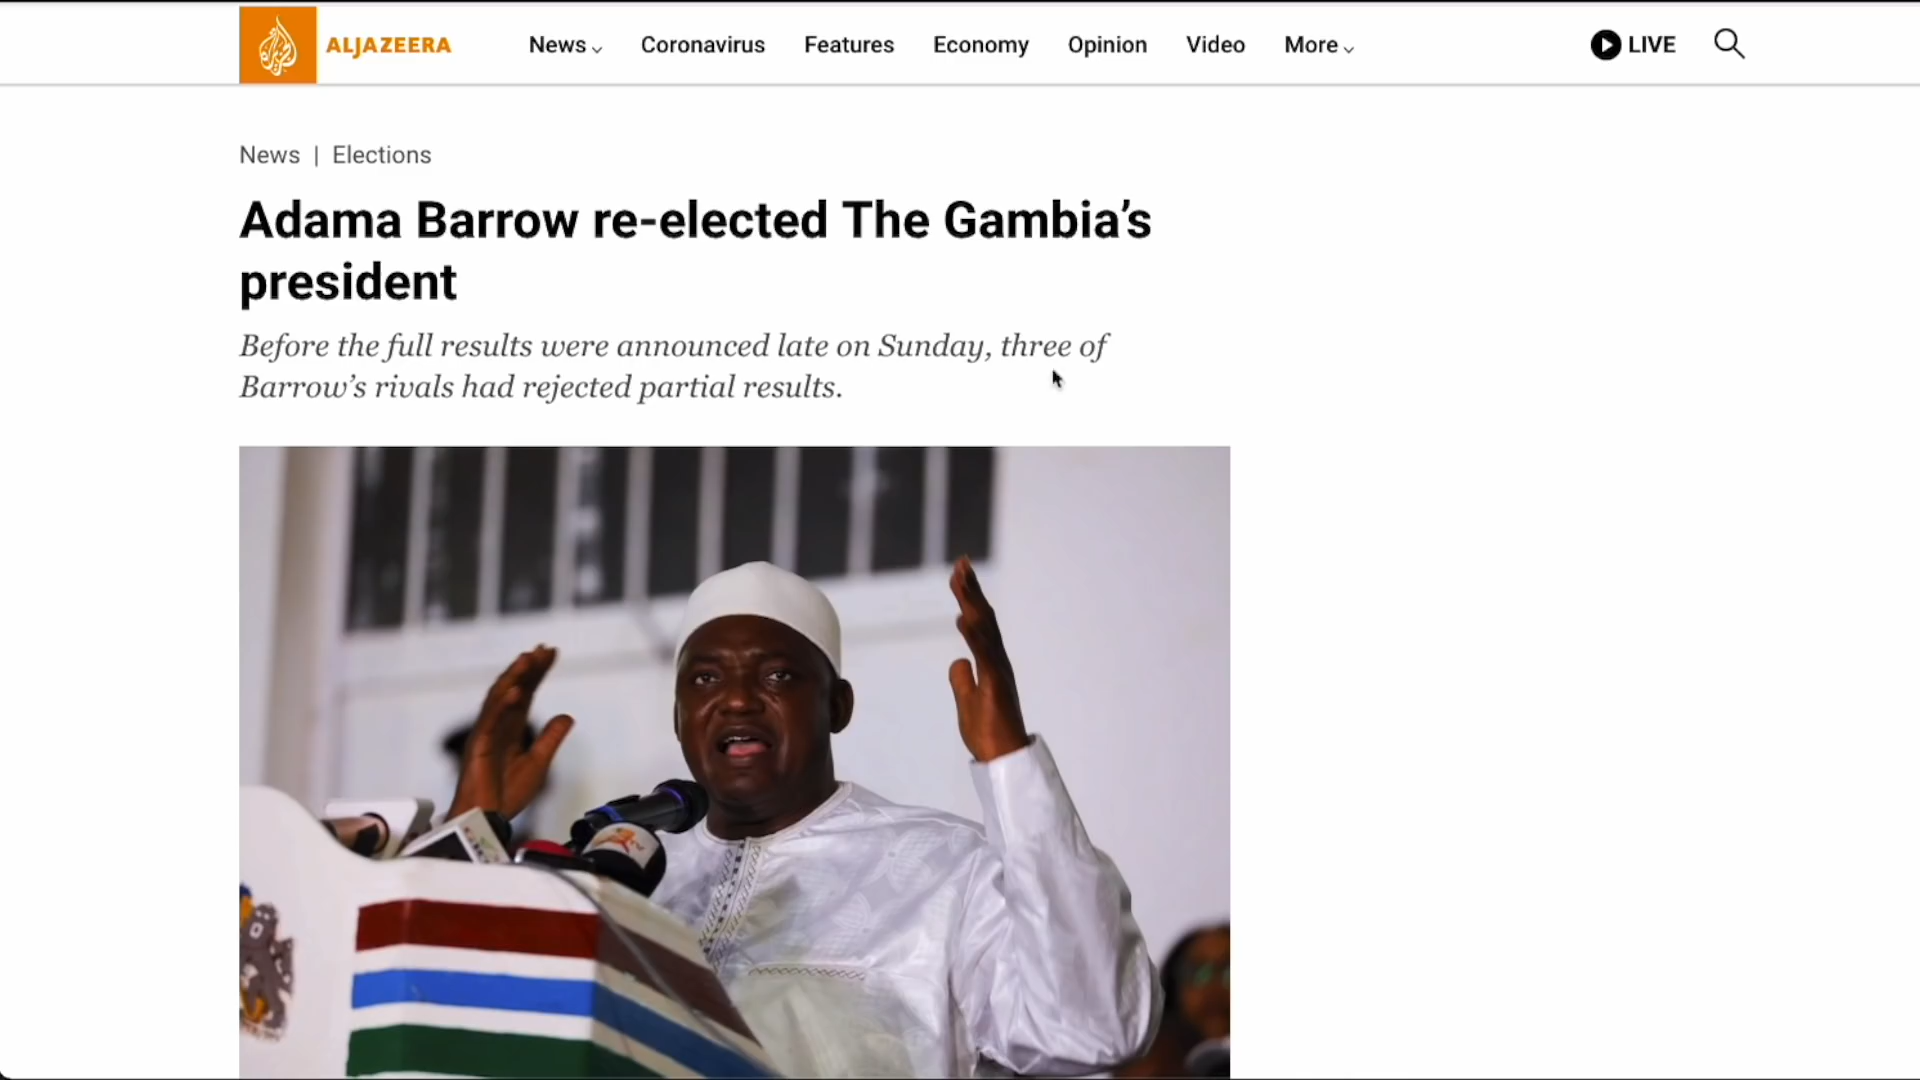 ALJAZEERA
News
Coronavirus
Features
Economy
Opinion
Video
More
LIVE
News | Elections
Adama Barrow re-elected The Gambia’s
president
Before the full results were announced late on Sunday, three of
Barrow’s rivals had rejected partial results.